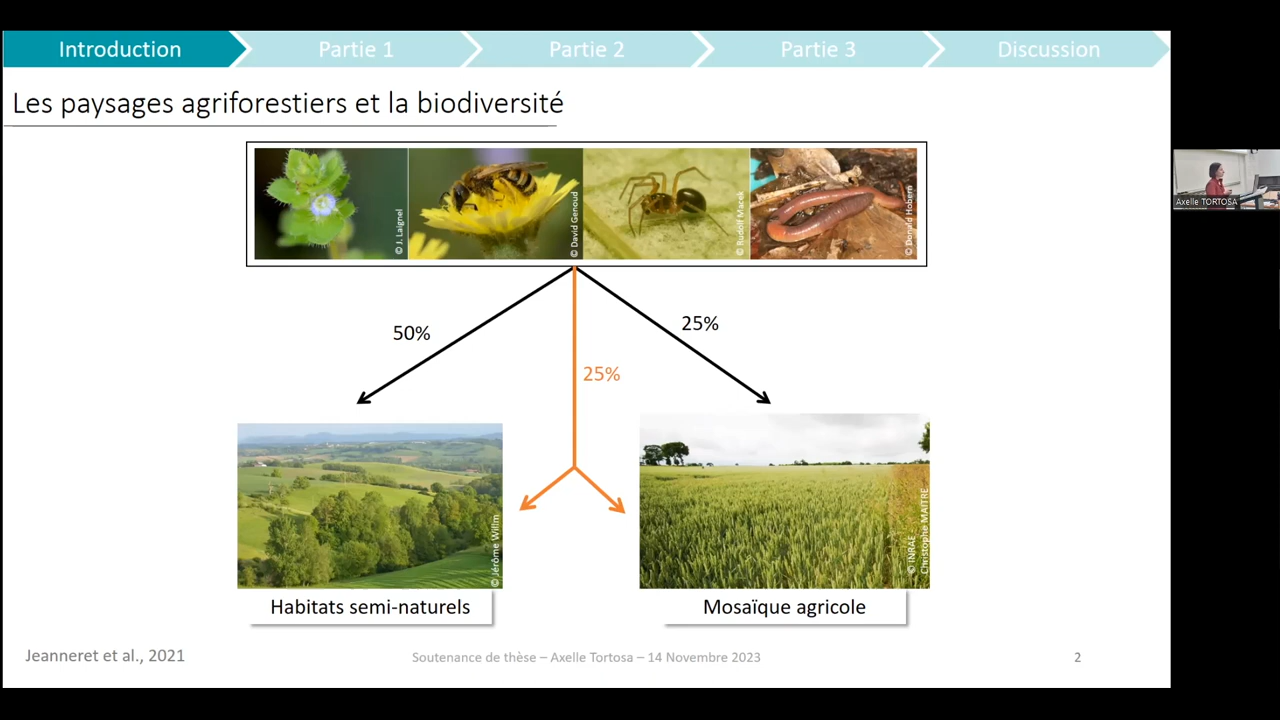 Introduction
Partie 1
Partie 2
Partie 3
Discussion
Les paysages agriforestiers et la biodiversité
© J. Laignel
© David Genoud
© Rudolf Macek
© Donald Hobern
Axelle TORTOSA
50%
25%
25%
© Jérôme Willm
© INRAE -
Christophe MAITRE
Habitats semi-naturels
Mosaïque agricole
Jeanneret et al., 2021
Soutenance de thèse – Axelle Tortosa – 14 Novembre 2023
2